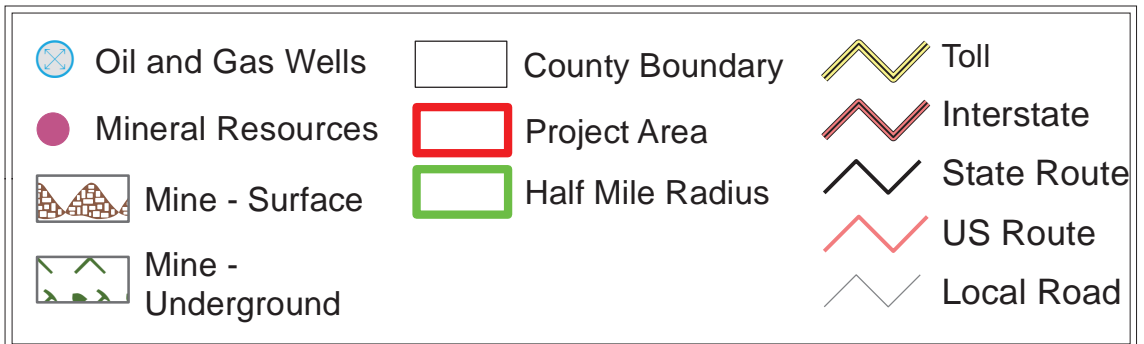 Oil and Gas Wells
Mineral Resources
Mine - Surface
Mine -
Underground
County Boundary
Project Area
Half Mile Radius
Toll
Interstate
State Route
US Route
Local Road